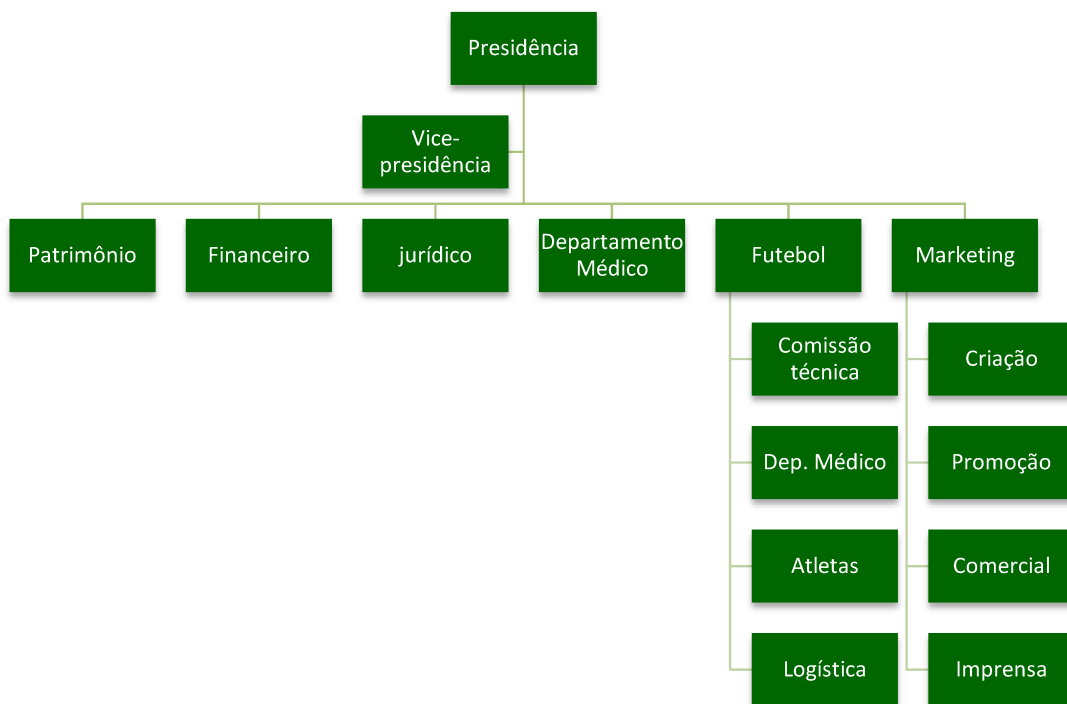 Presidência
Vice-
presidência
Patrimônio
Financeiro
jurídico
Departamento
Médico
Futebol
Marketing
Comissão
técnica
Criação
Dep. Médico
Promoção
Atletas
Comercial
Logística
Imprensa